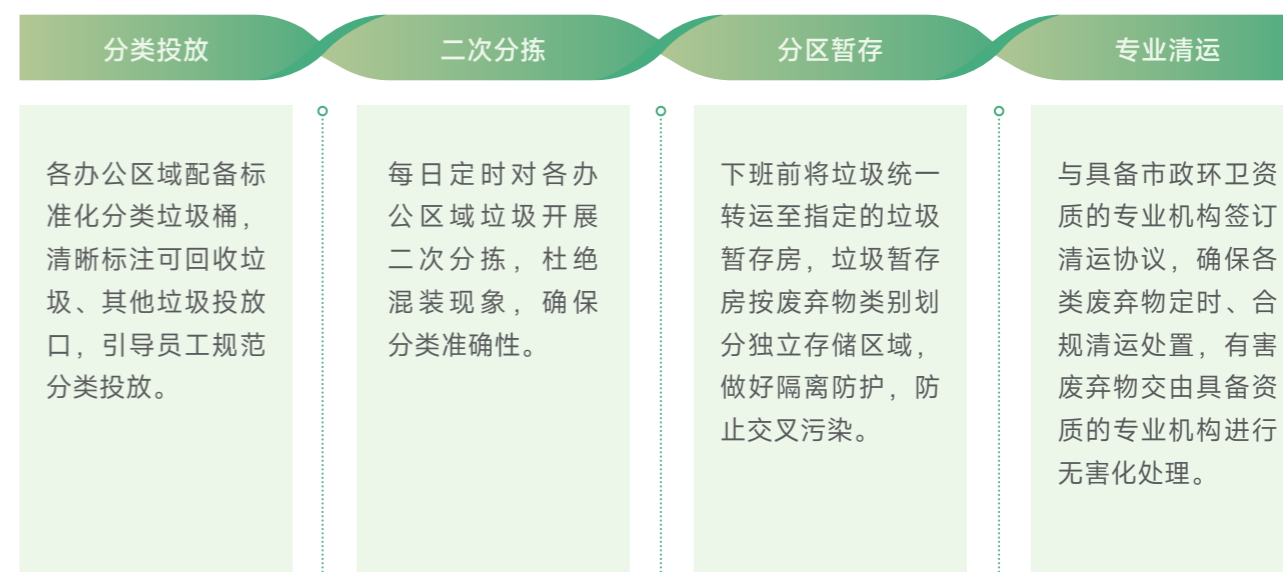 分类投放
各办公区域配备标
准化分类垃圾桶，
清晰标注可回收垃
圾、其他垃圾投放
口，引导员工规范
分类投放。
二次分拣
每日定时对各办
公区域垃圾开展
二次分拣，杜绝
混装现象，确保
分类准确性。
分区暂存
下班前将垃圾统一
转运至指定的垃圾
暂存房，垃圾暂存
房按废弃物类别划
分独立存储区域，
做好隔离防护，防
止交叉污染。
专业清运
与具备市政环卫资
质的专业机构签订
清运协议，确保各
类废弃物定时、合
规清运处置，有害
废弃物交由具备资
质的专业机构进行
无害化处理。